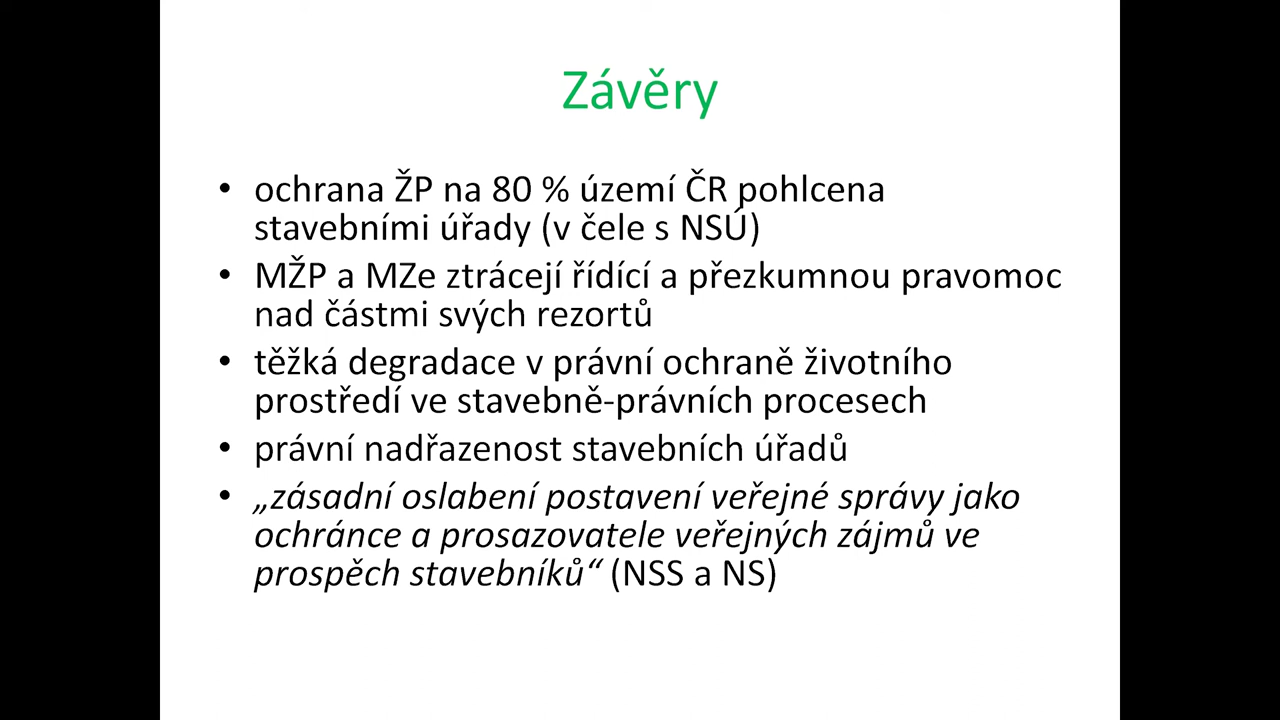 Závěry
• ochrana ŽP na 80 % území ČR pohlcena
stavebními úřady (v čele s NSÚ)
• MŽP a MZe ztrácejí řídící a přezkumnou pravomoc
nad částmi svých rezortů
• těžká degradace v právní ochraně životního
prostředí ve stavebně-právních procesech
• právní nadřazenost stavebních úřadů
• „zásadní oslabení postavení veřejné správy jako
ochránce a prosazovatele veřejných zájmů ve
prospěch stavebníků“ (NSS a NS)